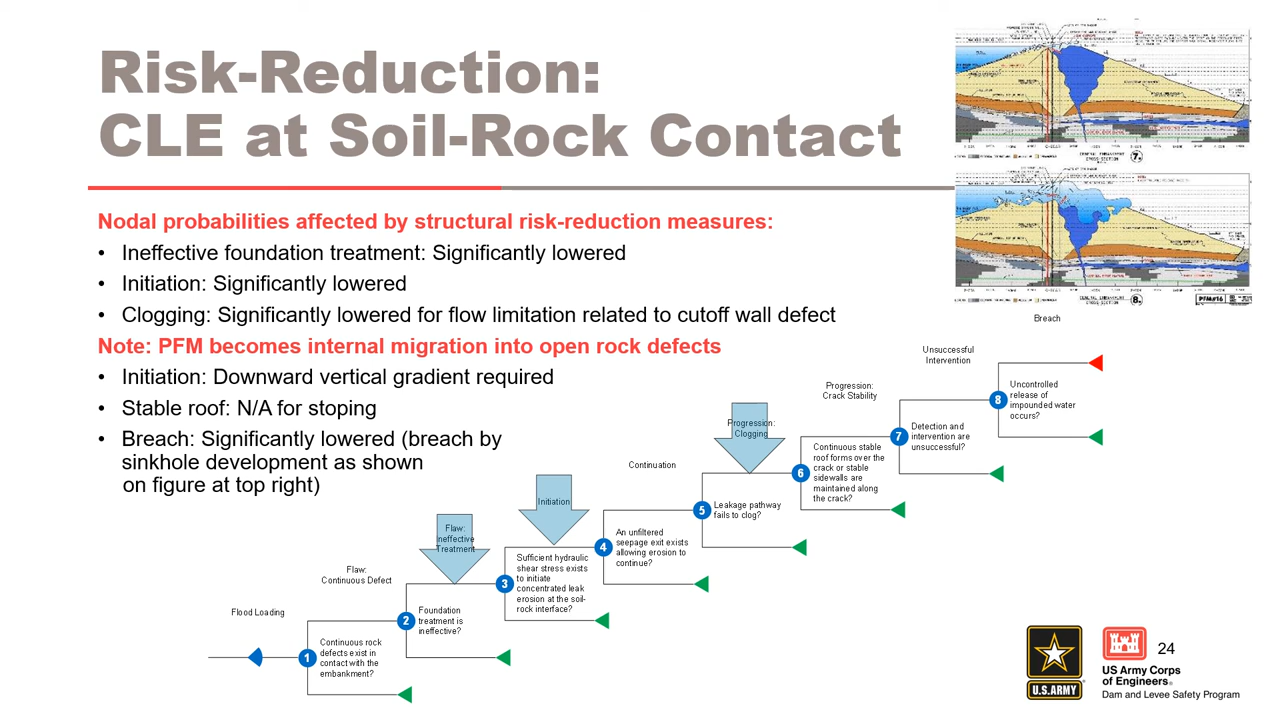 Risk-Reduction:
CLE at Soil-Rock Contact
Nodal probabilities affected by structural risk-reduction measures:
• Ineffective foundation treatment: Significantly lowered
• Initiation: Significantly lowered
• Clogging: Significantly lowered for flow limitation related to cutoff wall defect
Note: PFM becomes internal migration into open rock defects
• Initiation: Downward vertical gradient required
• Stable roof: N/A for stoping
• Breach: Significantly lowered (breach by
sinkhole development as shown
on figure at top right)
7.
8.
PFM#16
Flood Loading
1
Continuous rock
defects exist in
contact with the
embankment?
Flaw:
Continuous Defect
2
Foundation
treatment is
ineffective?
Flaw:
Ineffective
Treatment
3
Sufficient hydraulic
shear stress exists
to initiate
concentrated leak
erosion at the soil-
rock interface?
Initiation
4
An unfiltered
seepage exit exists
allowing erosion to
continue?
Continuation
5
Leakage pathway
fails to clog?
Progression:
Clogging
6
Continuous stable
roof forms over the
crack or stable
sidewalls are
maintained along
the crack?
Progression:
Crack Stability
7
Detection and
intervention are
unsuccessful?
Unsuccessful
Intervention
8
Uncontrolled
release of
impounded water
occurs?
Breach
U.S.ARMY
24
US Army Corps
of Engineers®
Dam and Levee Safety Program